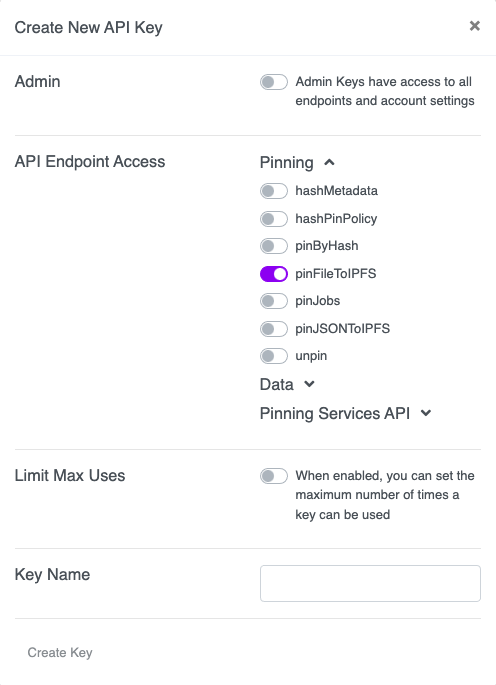 Create New API Key
Admin
Admin Keys have access to all
endpoints and account settings
API Endpoint Access
Pinning
hashMetadata
hashPinPolicy
pinByHash
pinFileToIPFS
pinJobs
pinJSONToIPFS
unpin
Data
Pinning Services API
Limit Max Uses
When enabled, you can set the
maximum number of times a
key can be used
Key Name
Create Key